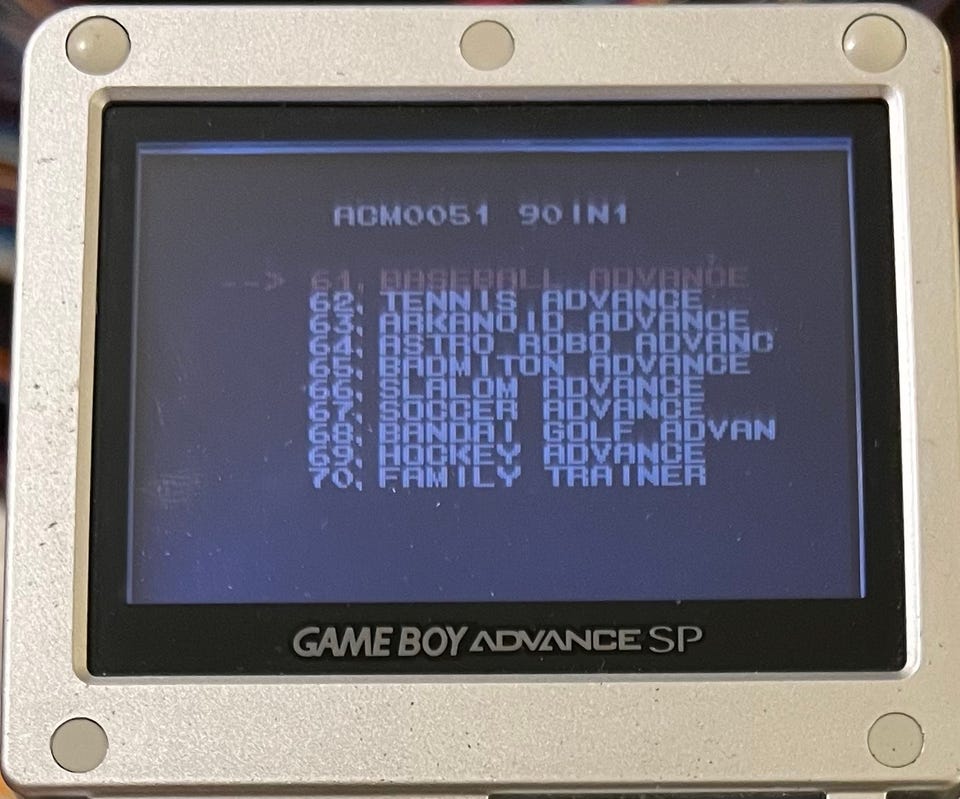 ACM0051 90IN1
--> 61. BASEBALL ADVANCE
62. TENNIS ADVANCE
63. ARKANOID ADVANCE
64. ASTRO ROBO ADVANC
65. BADMITON ADVANCE
66. SLALOM ADVANCE
67. SOCCER ADVANCE
68. BANDAI GOLF ADVAN
69. HOCKEY ADVANCE
70. FAMILY TRAINER
GAME BOY ADVANCE SP